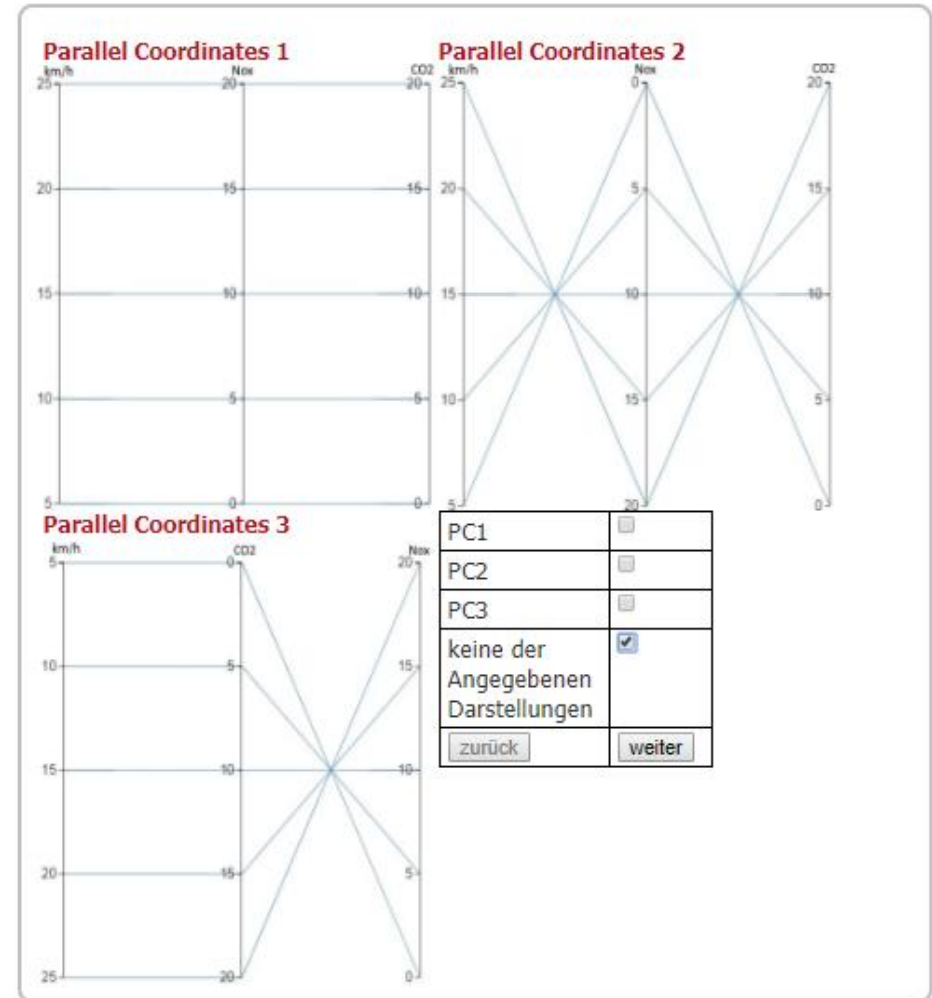 Parallel Coordinates 1
km/h Nox CO2
25 20 20
20 15 15
15 10 10
10 5 5
5 0 0
Parallel Coordinates 2
km/h Nox CO2
25 0 20
20 5 15
15 10 10
10 15 5
5 20 0
Parallel Coordinates 3
km/h CO2 Nox
5 0 20
10 5 15
15 10 10
20 15 5
25 20 0
PC1
PC2
PC3
keine der
Angegebenen
Darstellungen
zurück weiter